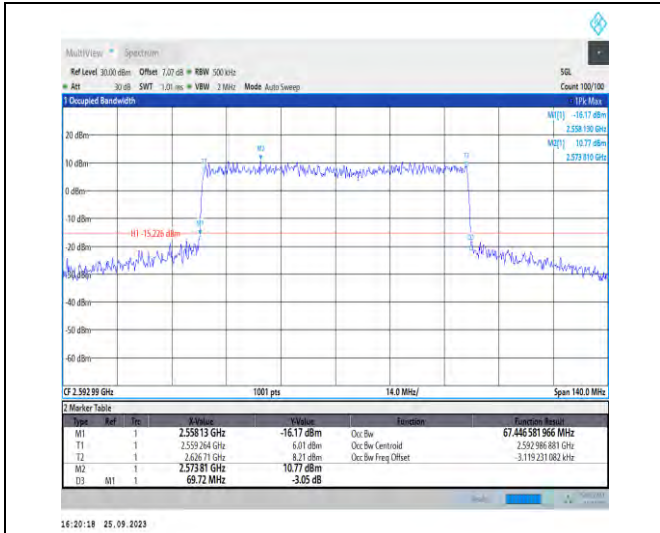 MultiView Spectrum
Ref Level 30.00 dBm Offset 7.07 dB RBW 500 kHz SGL
Att 30 dB SWT 1.01 ms VBW 2 MHz Mode Auto Sweep Count 100/100
1 Occupied Bandwidth 1Pk Max
M1[1] -16.17 dBm
2.558 130 GHz
M2[1] 10.77 dBm
2.573 810 GHz
20 dBm
M2
T2
10 dBm
0 dBm
-10 dBm
H1 -15.226 dBm
M1
-20 dBm
-30 dBm
-40 dBm
-50 dBm
-60 dBm
CF 2.592 99 GHz 1001 pts 14.0 MHz/ Span 140.0 MHz
2 Marker Table
Type Ref Trc X-Value Y-Value Function Function Result
M1 1 2.558 13 GHz -16.17 dBm Occ Bw 67.446 581 966 MHz
T1 1 2.559 264 GHz 6.01 dBm Occ Bw Centroid 2.592 986 881 GHz
T2 1 2.626 71 GHz 8.21 dBm Occ Bw Freq Offset -3.119 231 082 kHz
M2 1 2.573 81 GHz 10.77 dBm
D3 M1 1 69.72 MHz -3.05 dB
16:20:18 25.09.2023